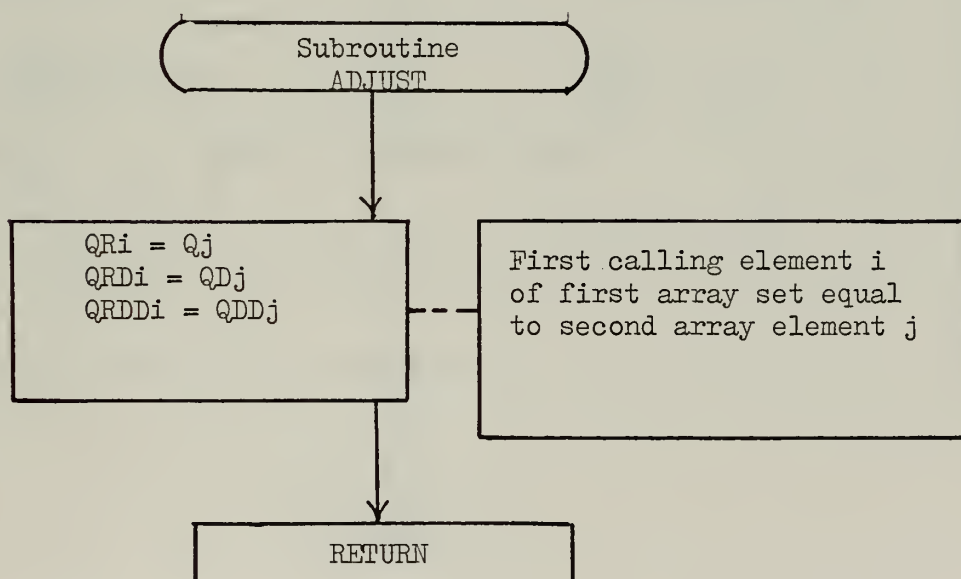 Subroutine
ADJUST
QRi = Qj
QRDi = QDj
QRDDi = QDDj
First calling element i
of first array set equal
to second array element j
RETURN